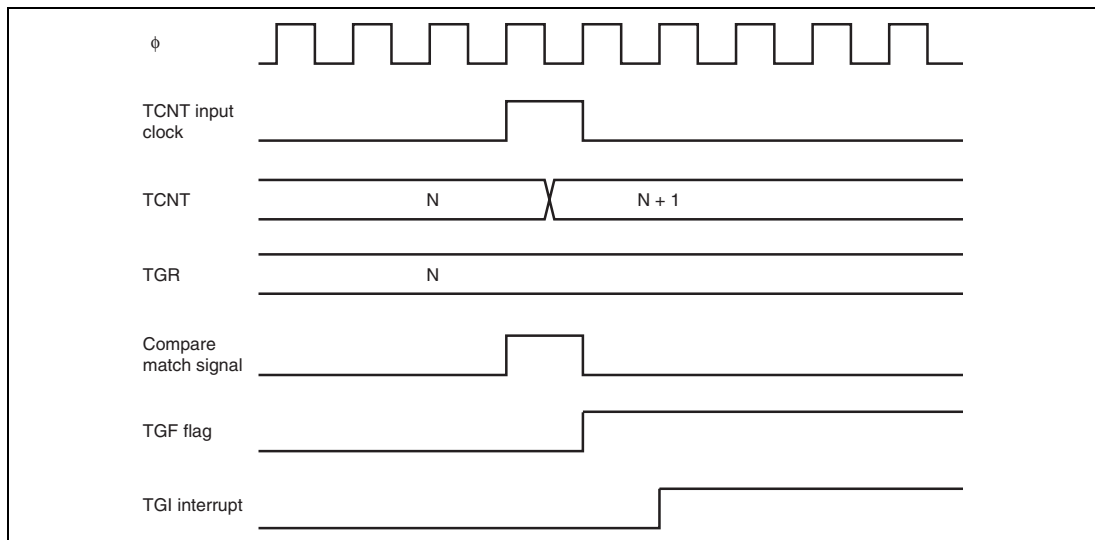 ϕ
TCNT input
clock
TCNT
N
N + 1
TGR
N
Compare
match signal
TGF flag
TGI interrupt